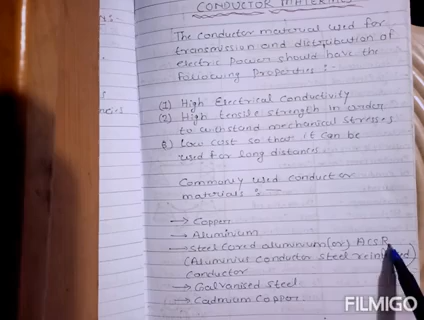 CONDUCTOR MATERIALS
The conductor material used for
transmission and distribution of
electric power should have the
following Properties :-
(1) High Electrical conductivity
(2) High tensile strength in order
to withstand mechanical stresses
(3) Low cost so that it can be
used for long distances
Commonly used conductor
materials :-
→ Copper
→ Aluminium
→ Steel Cored aluminium (or) ACSR
(Aluminium conductor steel reinforced)
conductor
→ Galvanised Steel
→ Cadmium Copper.
FILMIGO